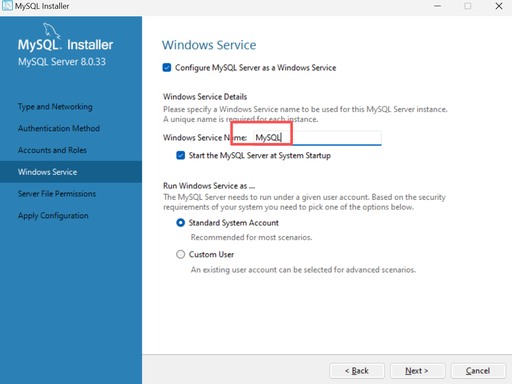 MySQL Installer
MySQL. Installer
MySQL Server 8.0.33
Type and Networking
Authentication Method
Accounts and Roles
Windows Service
Server File Permissions
Apply Configuration
Windows Service
Configure MySQL Server as a Windows Service
Windows Service Details
Please specify a Windows Service name to be used for this MySQL Server instance.
A unique name is required for each instance.
Windows Service Name: MySQL
Start the MySQL Server at System Startup
Run Windows Service as ...
The MySQL Server needs to run under a given user account. Based on the security
requirements of your system you need to pick one of the options below.
Standard System Account
Recommended for most scenarios.
Custom User
An existing user account can be selected for advanced scenarios.
< Back
Next >
Cancel